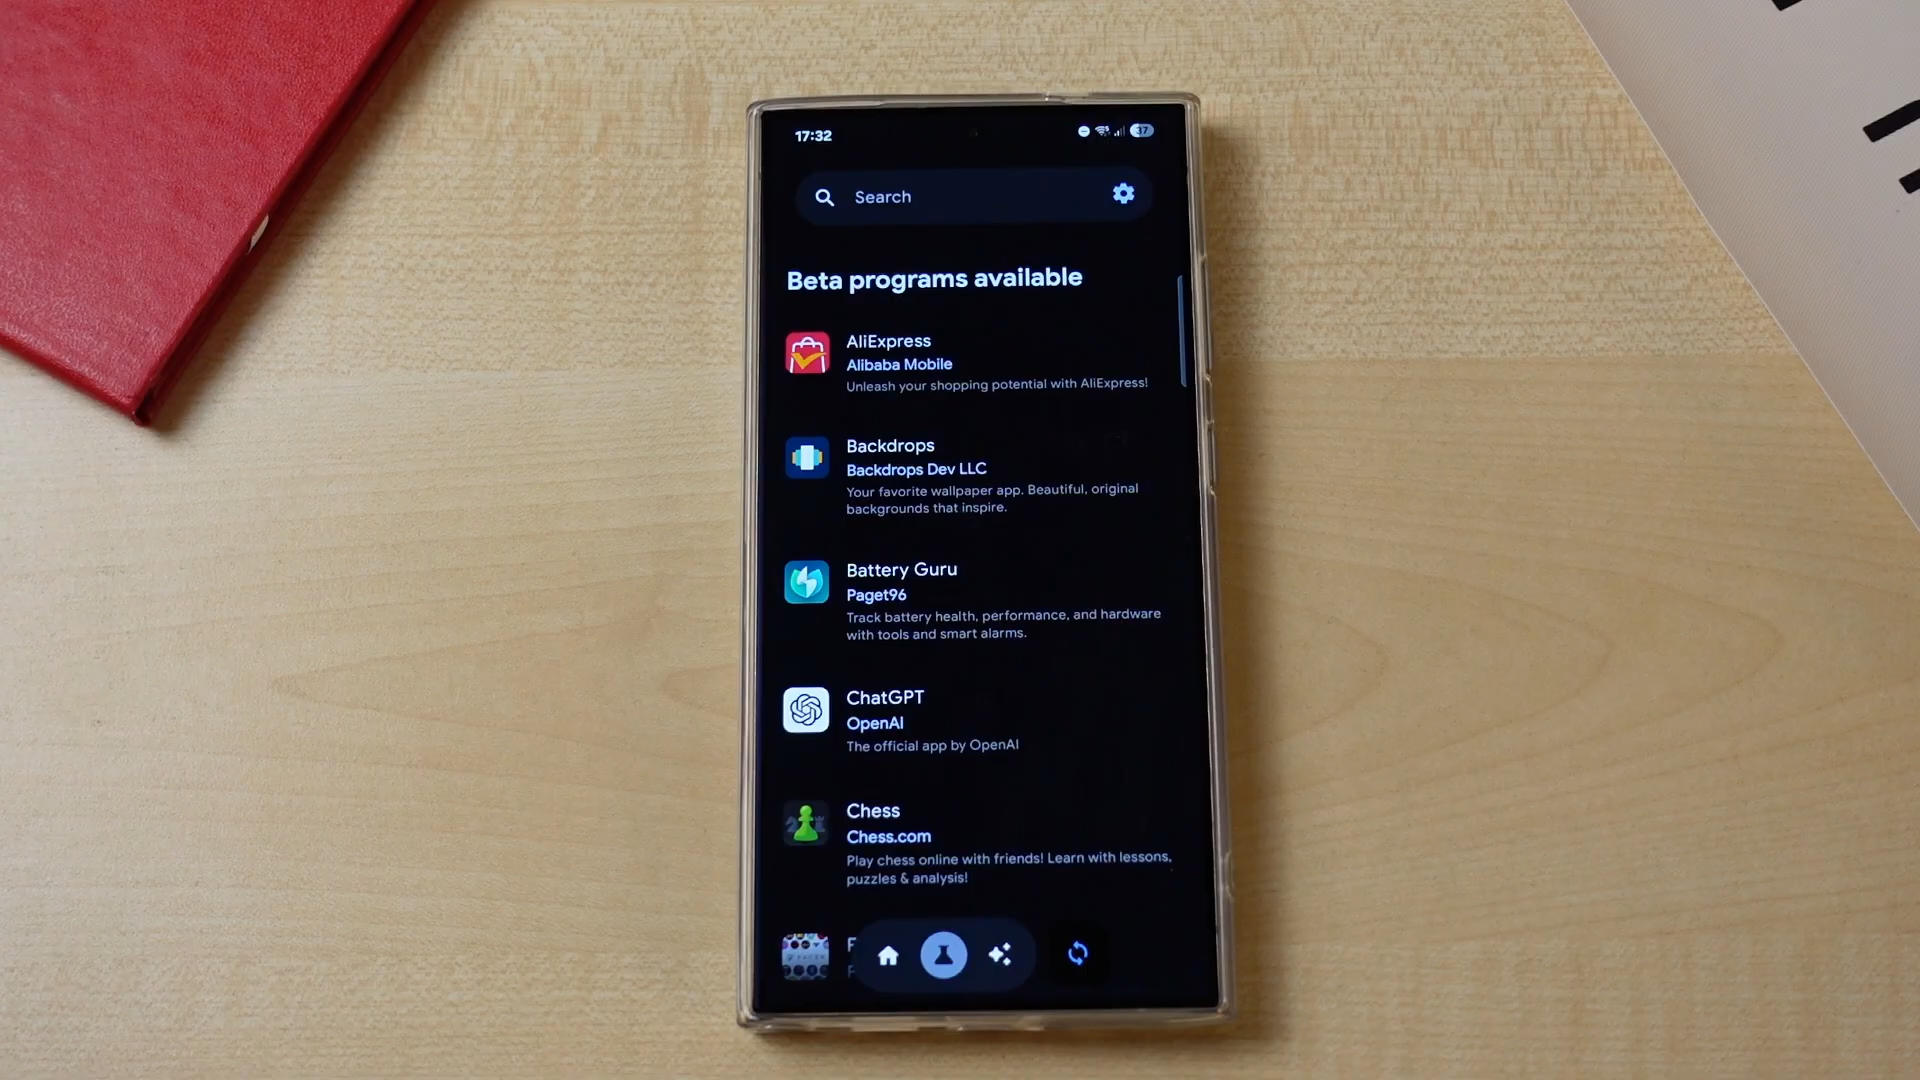 17:32
37
Search
Beta programs available
AliExpress
Alibaba Mobile
Unleash your shopping potential with AliExpress!
Backdrops
Backdrops Dev LLC
Your favorite wallpaper app. Beautiful, original
backgrounds that inspire.
Battery Guru
Paget96
Track battery health, performance, and hardware
with tools and smart alarms.
ChatGPT
OpenAI
The official app by OpenAI
Chess
Chess.com
Play chess online with friends! Learn with lessons,
puzzles & analysis!